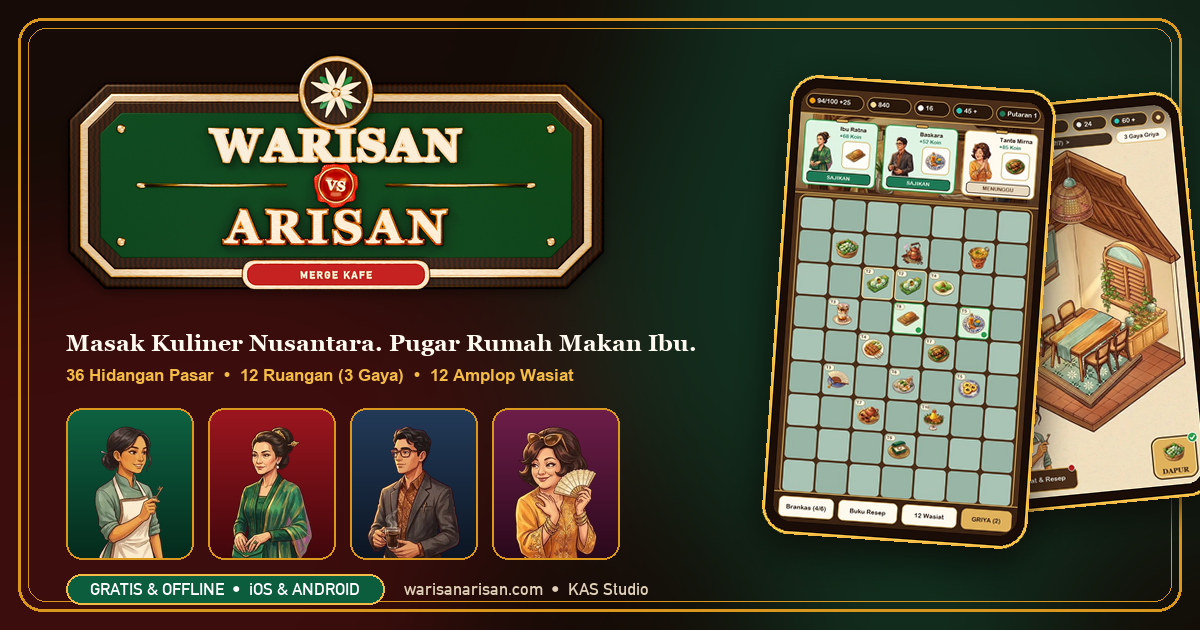 WARISAN
VS
ARISAN
MERGE KAFE
Masak Kuliner Nusantara. Pugar Rumah Makan Ibu.
36 Hidangan Pasar • 12 Ruangan (3 Gaya) • 12 Amplop Wasiat
GRATIS & OFFLINE • iOS & ANDROID
warisanarisan.com • KAS Studio
94/100 +25
840
16
45 +
Putaran 1
Ibu Ratna
+68 Koin
SAJIKAN
Baskara
+52 Koin
SAJIKAN
Tante Mirna
+80 Koin
MENUNGGU
Brankas (4/6)
Buku Resep
12 Wasiat
GRIYA (2)
24
60 +
3 Gaya Griya
& Resep
DAPUR